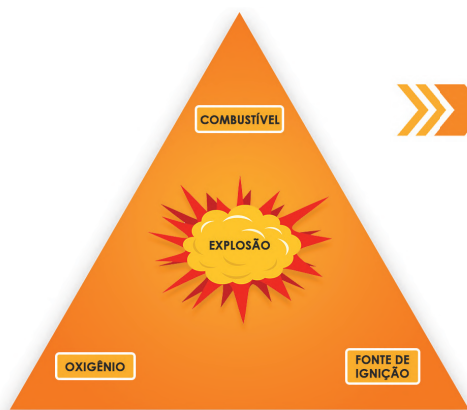 COMBUSTÍVEL
EXPLOSÃO
OXIGÊNIO
FONTE DE
IGNIÇÃO